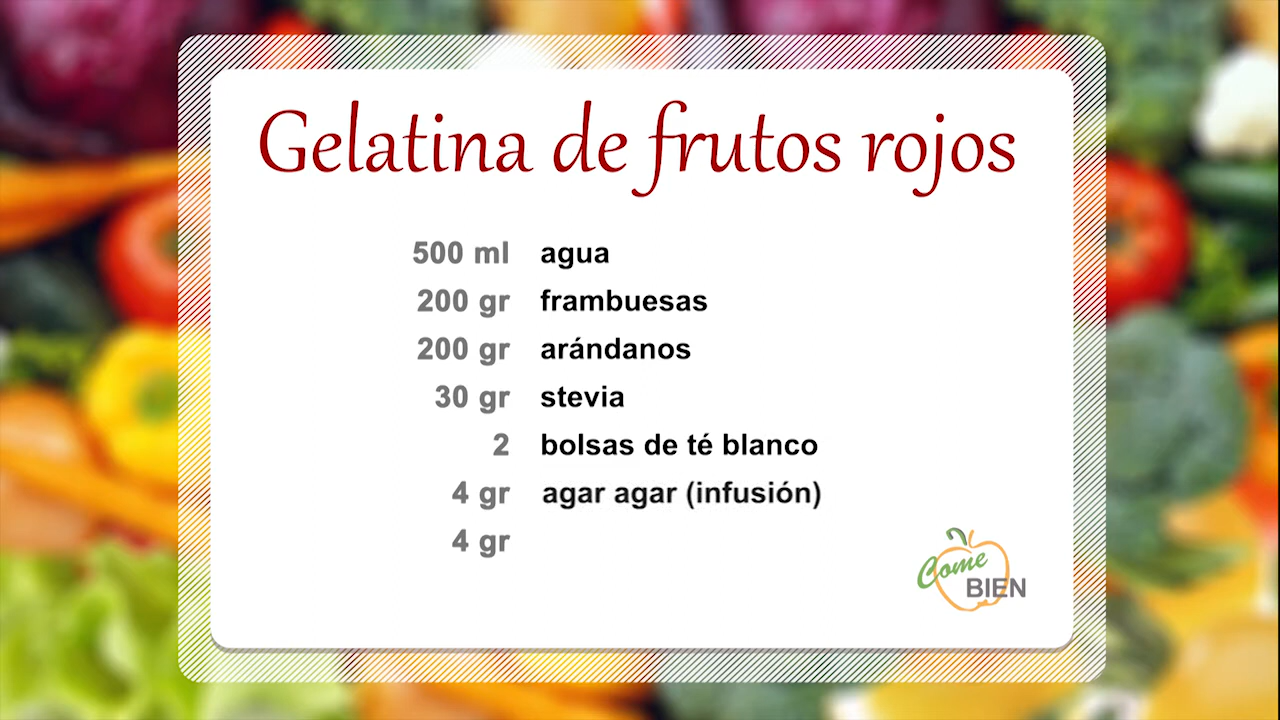 Gelatina de frutos rojos
500 ml agua
200 gr frambuesas
200 gr arándanos
30 gr stevia
2 bolsas de té blanco
4 gr agar agar (infusión)
4 gr
Come
BIEN